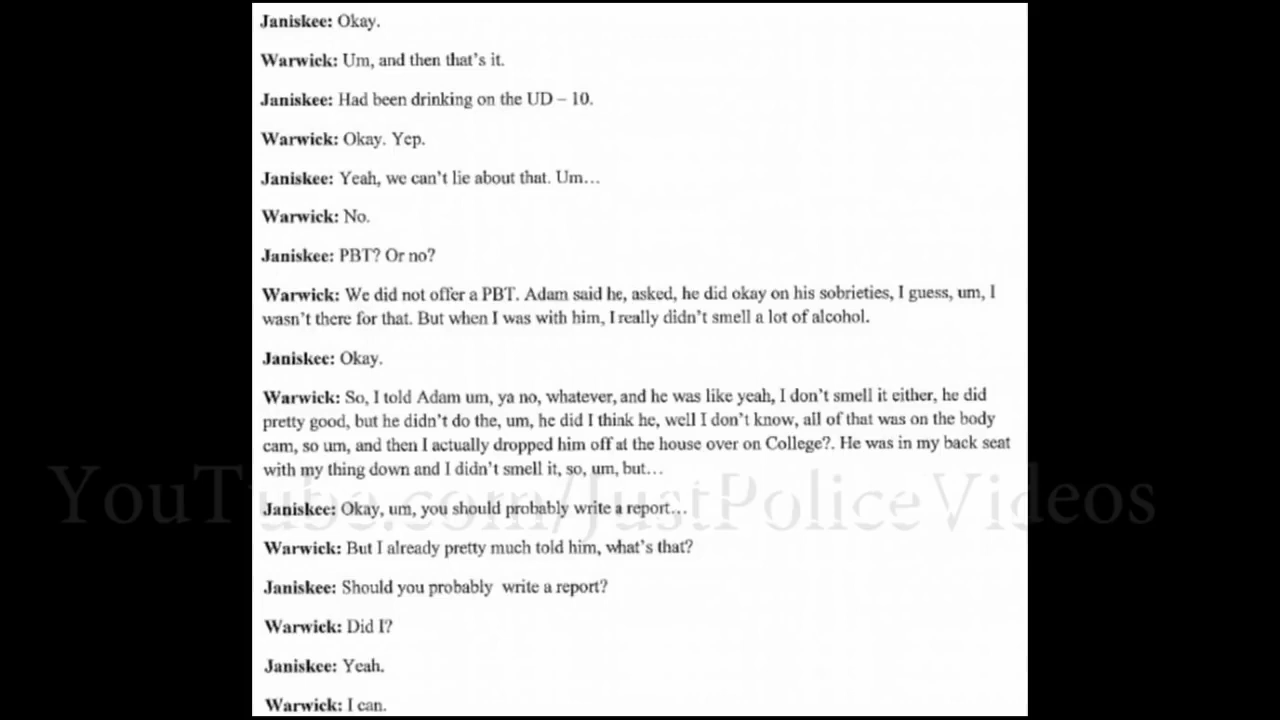 Janiskee: Okay.
Warwick: Um, and then that's it.
Janiskee: Had been drinking on the UD – 10.
Warwick: Okay. Yep.
Janiskee: Yeah, we can't lie about that. Um…
Warwick: No.
Janiskee: PBT? Or no?
Warwick: We did not offer a PBT. Adam said he, asked, he did okay on his sobrieties, I guess, um, I
wasn't there for that. But when I was with him, I really didn't smell a lot of alcohol.
Janiskee: Okay.
Warwick: So, I told Adam um, ya no, whatever, and he was like yeah, I don't smell it either, he did
pretty good, but he didn't do the, um, he did I think he, well I don't know, all of that was on the body
cam, so um, and then I actually dropped him off at the house over on College?. He was in my back seat
with my thing down and I didn't smell it, so, um, but…
YouTube.com/JustPoliceVideos
Janiskee: Okay, um, you should probably write a report…
Warwick: But I already pretty much told him, what's that?
Janiskee: Should you probably write a report?
Warwick: Did I?
Janiskee: Yeah.
Warwick: I can.